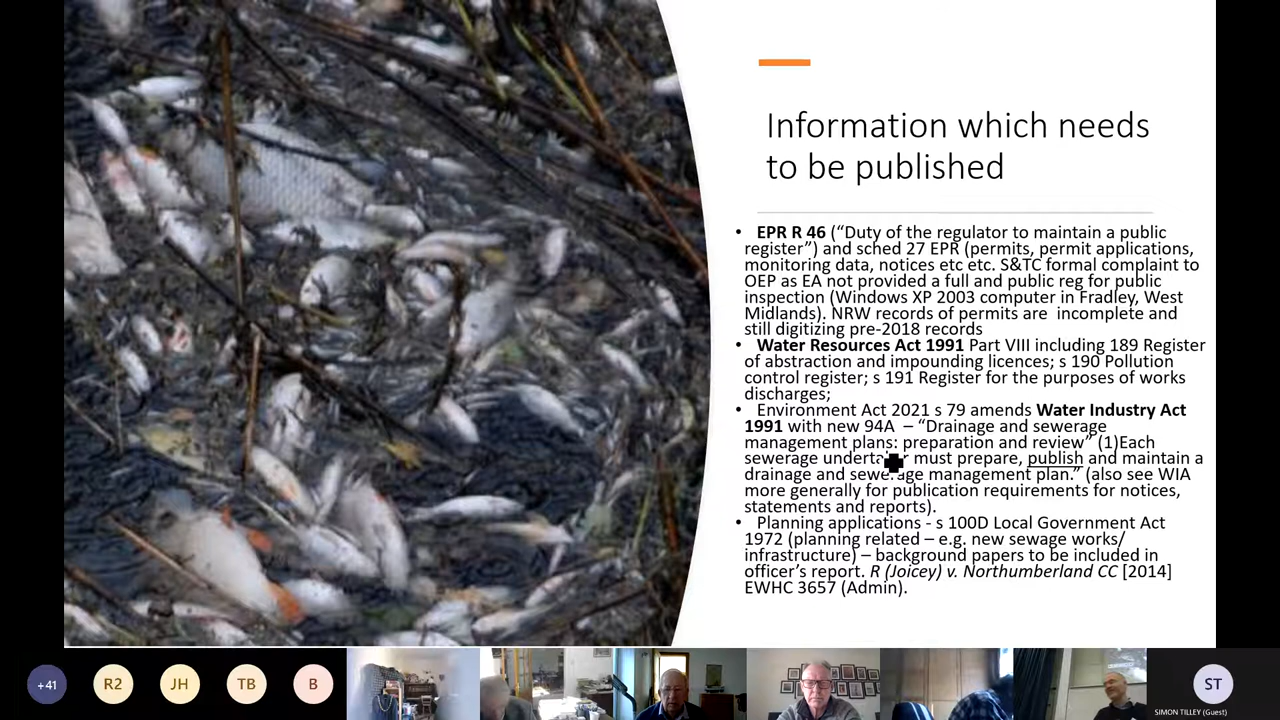 Information which needs
to be published
• EPR R 46 (“Duty of the regulator to maintain a public
register”) and sched 27 EPR (permits, permit applications,
monitoring data, notices etc etc. S&TC formal complaint to
OEP as EA not provided a full and public reg for public
inspection (Windows XP 2003 computer in Fradley, West
Midlands). NRW records of permits are incomplete and
still digitizing pre-2018 records
• Water Resources Act 1991 Part VIII including 189 Register
of abstraction and impounding licences; s 190 Pollution
control register; s 191 Register for the purposes of works
discharges;
• Environment Act 2021 s 79 amends Water Industry Act
1991 with new 94A – “Drainage and sewerage
management plans: preparation and review” (1)Each
sewerage must prepare, publish and maintain a
drainage and sewerage management plan.” (also see WIA
more generally for publication requirements for notices,
statements and reports).
• Planning applications - s 100D Local Government Act
1972 (planning related – e.g. new sewage works/
infrastructure) – background papers to be included in
officer’s report. R (Joicey) v. Northumberland CC [2014]
EWHC 3657 (Admin).
+41
R2
JH
TB
B
ST
SIMON TILLEY (Guest)